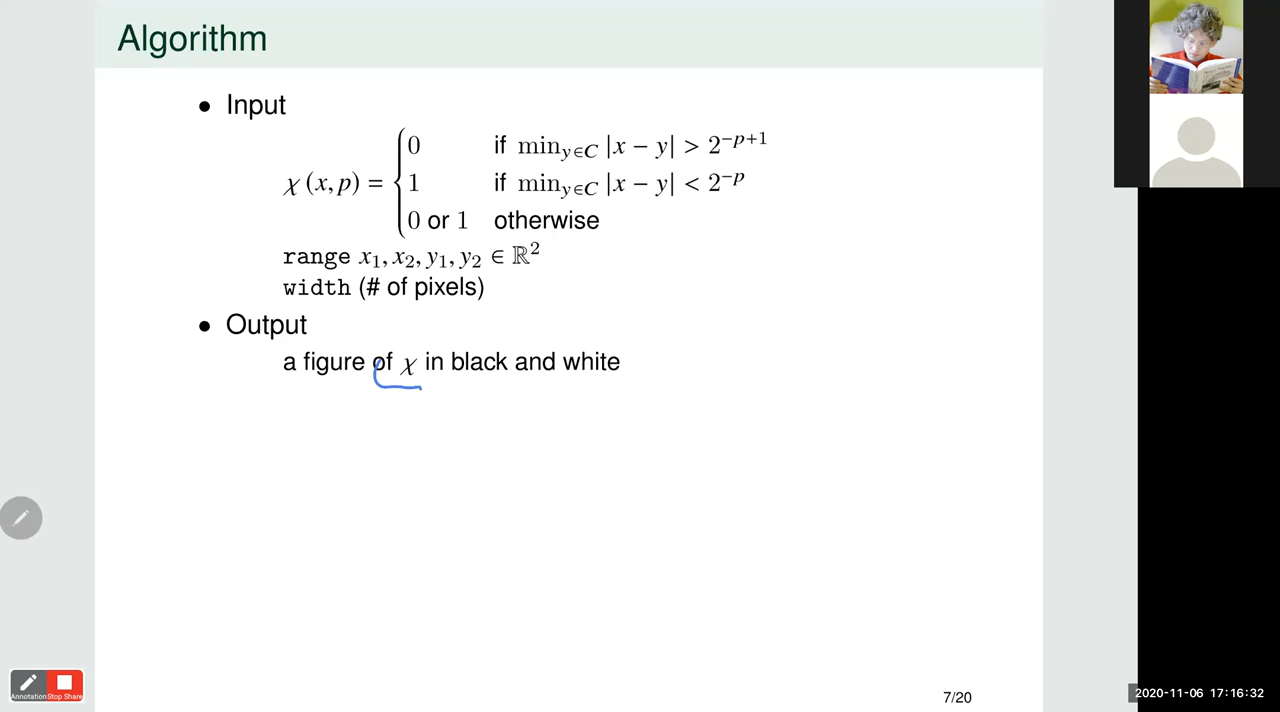 Algorithm
• Input
χ(x, p) = { 0 if min_{y∈C} |x − y| > 2^{−p+1}
1 if min_{y∈C} |x − y| < 2^{−p}
0 or 1 otherwise
range x₁, x₂, y₁, y₂ ∈ ℝ²
width (# of pixels)
• Output
a figure of χ in black and white
Annotation Stop Share
7/20
2020-11-06 17:16:32